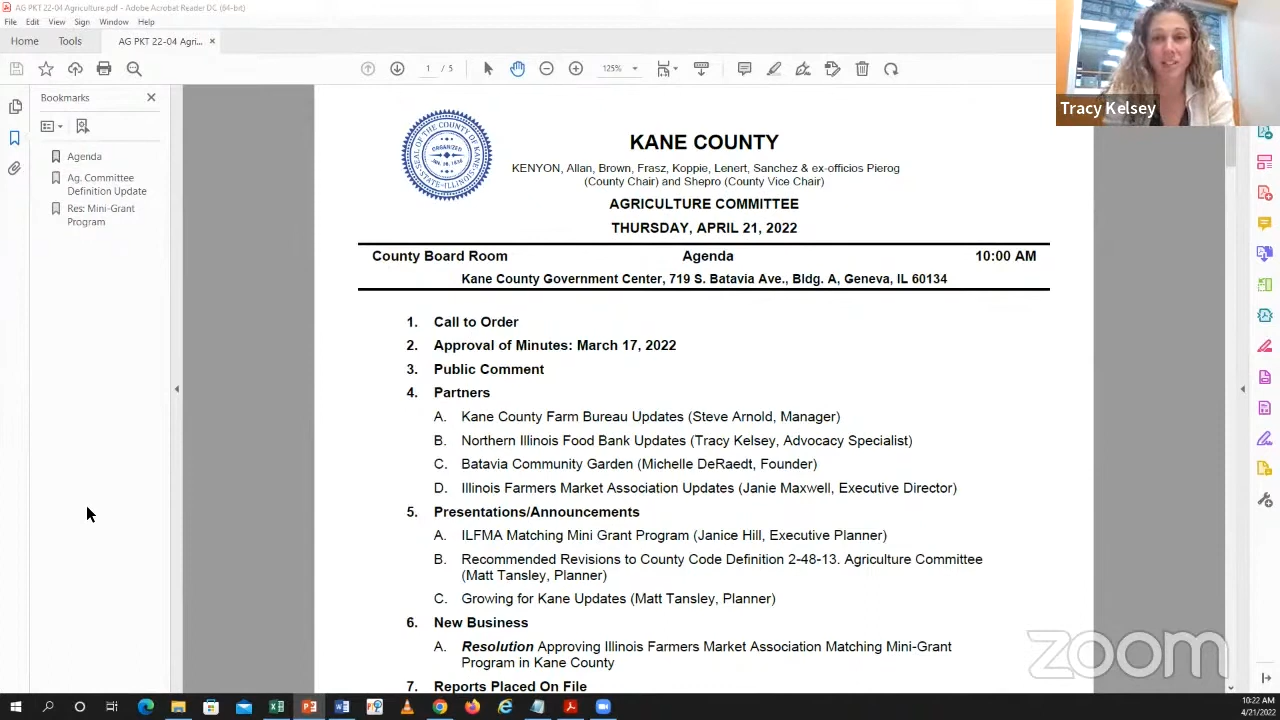 AG PKT 22-04 Agriculture.pdf - Adobe Acrobat Reader DC (64-bit)
File Edit View Sign Window Help
Home Tools AG PKT 22-04 Agri... ×
1 / 5 125%
Bookmarks
Agenda
Ag. Committee
Definition Update
Res: Mini-Grant
Program
Tracy Kelsey
KANE COUNTY
KENYON, Allan, Brown, Frasz, Koppie, Lenert, Sanchez & ex-officios Pierog
(County Chair) and Shepro (County Vice Chair)
AGRICULTURE COMMITTEE
THURSDAY, APRIL 21, 2022
County Board Room Agenda 10:00 AM
Kane County Government Center, 719 S. Batavia Ave., Bldg. A, Geneva, IL 60134
1. Call to Order
2. Approval of Minutes: March 17, 2022
3. Public Comment
4. Partners
A. Kane County Farm Bureau Updates (Steve Arnold, Manager)
B. Northern Illinois Food Bank Updates (Tracy Kelsey, Advocacy Specialist)
C. Batavia Community Garden (Michelle DeRaedt, Founder)
D. Illinois Farmers Market Association Updates (Janie Maxwell, Executive Director)
5. Presentations/Announcements
A. ILFMA Matching Mini Grant Program (Janice Hill, Executive Planner)
B. Recommended Revisions to County Code Definition 2-48-13. Agriculture Committee
(Matt Tansley, Planner)
C. Growing for Kane Updates (Matt Tansley, Planner)
6. New Business
A. Resolution Approving Illinois Farmers Market Association Matching Mini-Grant
Program in Kane County
7. Reports Placed On File
zoom
10:22 AM
4/21/2022